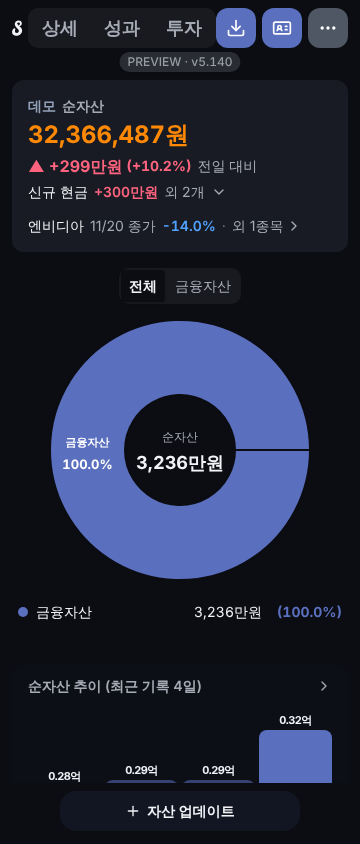 상세 성과 투자
PREVIEW · v5.140
데모 순자산
32,366,487원
▲ +299만원 (+10.2%) 전일 대비
신규 현금 +300만원 외 2개
엔비디아 11/20 종가 -14.0% · 외 1종목
전체 금융자산
금융자산
100.0%
순자산
3,236만원
금융자산 3,236만원 (100.0%)
순자산 추이 (최근 기록 4일)
0.28억 0.29억 0.29억 0.32억
+ 자산 업데이트